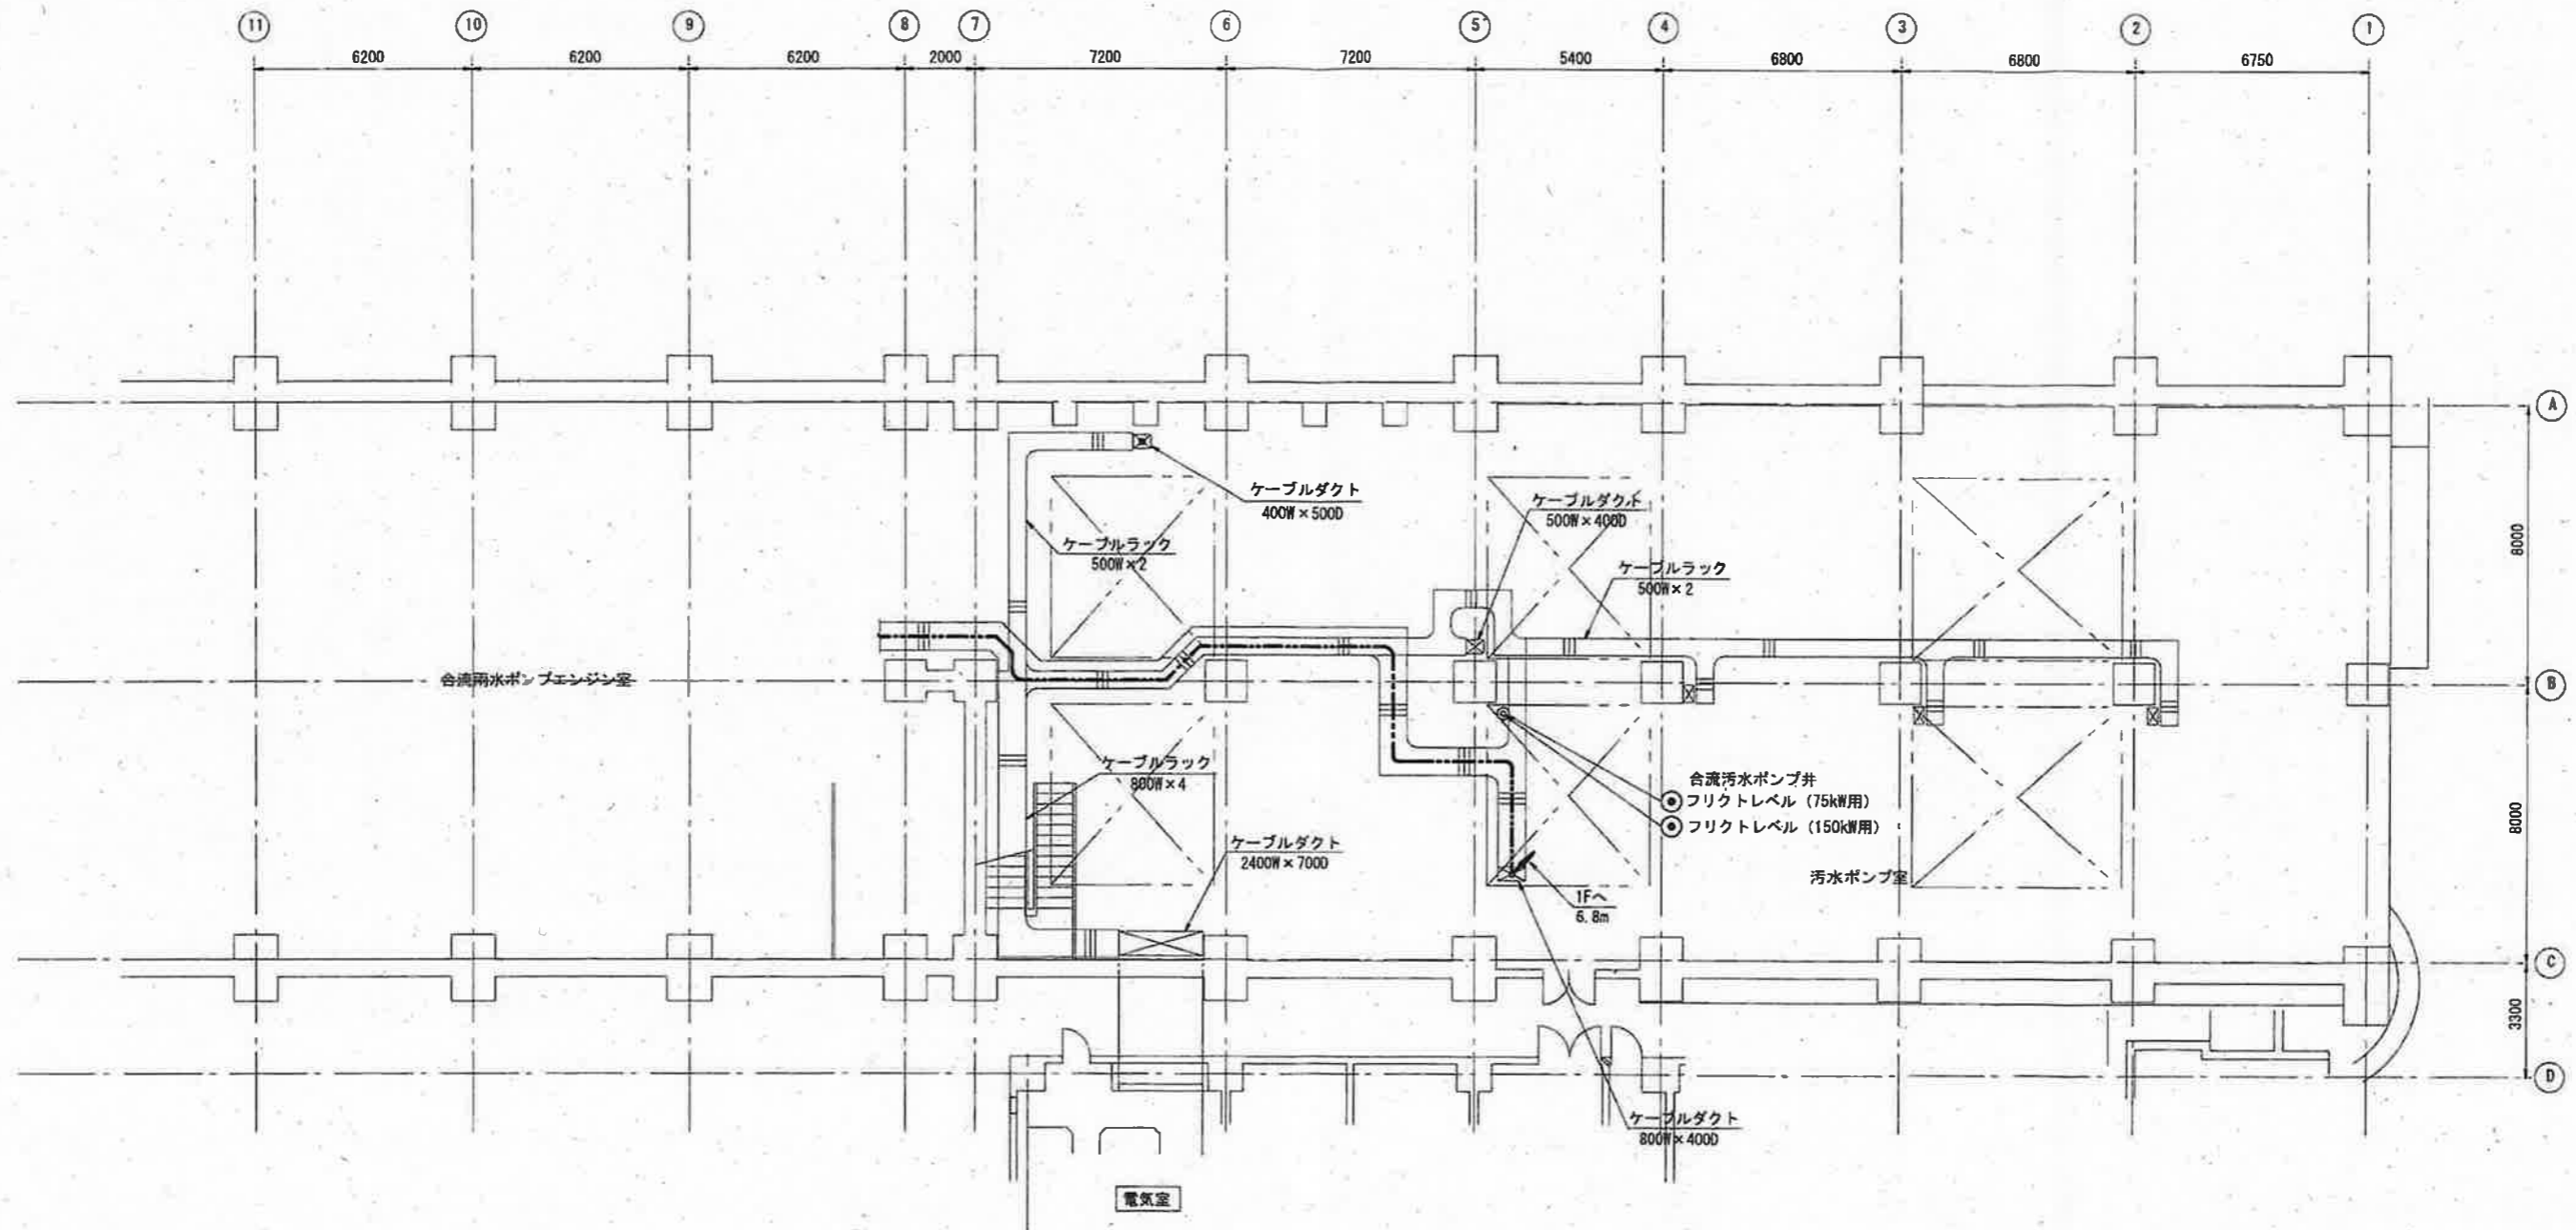 11
10
9
8
7
6
5
4
3
2
1
6200
6200
6200
2000
7200
7200
5400
6800
6800
6750
A
ケーブルダクト
400W×500D
ケーブルダクト
500W×400D
8000
ケーブルラック
500W×2
ケーブルラック
500W×2
合流雨水ポンプエンジン室
B
ケーブルラック
800W×4
合流汚水ポンプ井
フリクトレベル (75kW用)
フリクトレベル (150kW用)
8000
ケーブルダクト
2400W×700D
汚水ポンプ室
1Fへ
6.8m
C
3300
D
ケーブルダクト
800W×400D
電気室